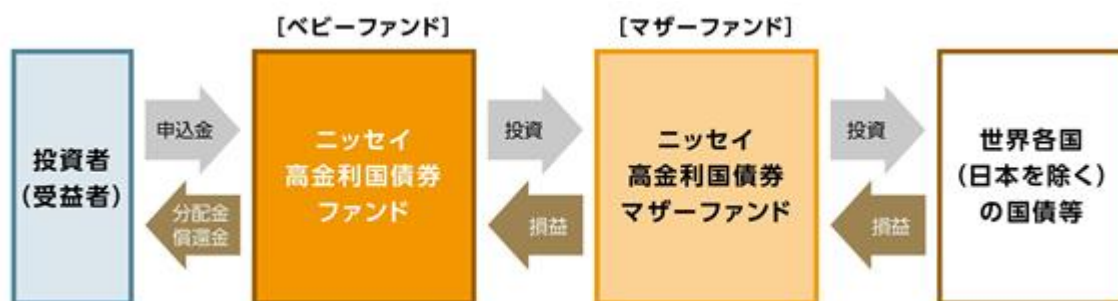 [ベビーファンド]
[マザーファンド]
投資者
(受益者)
申込金
分配金
償還金
ニッセイ
高金利国債券
ファンド
投資
損益
ニッセイ
高金利国債券
マザーファンド
投資
損益
世界各国
(日本を除く)
の国債等